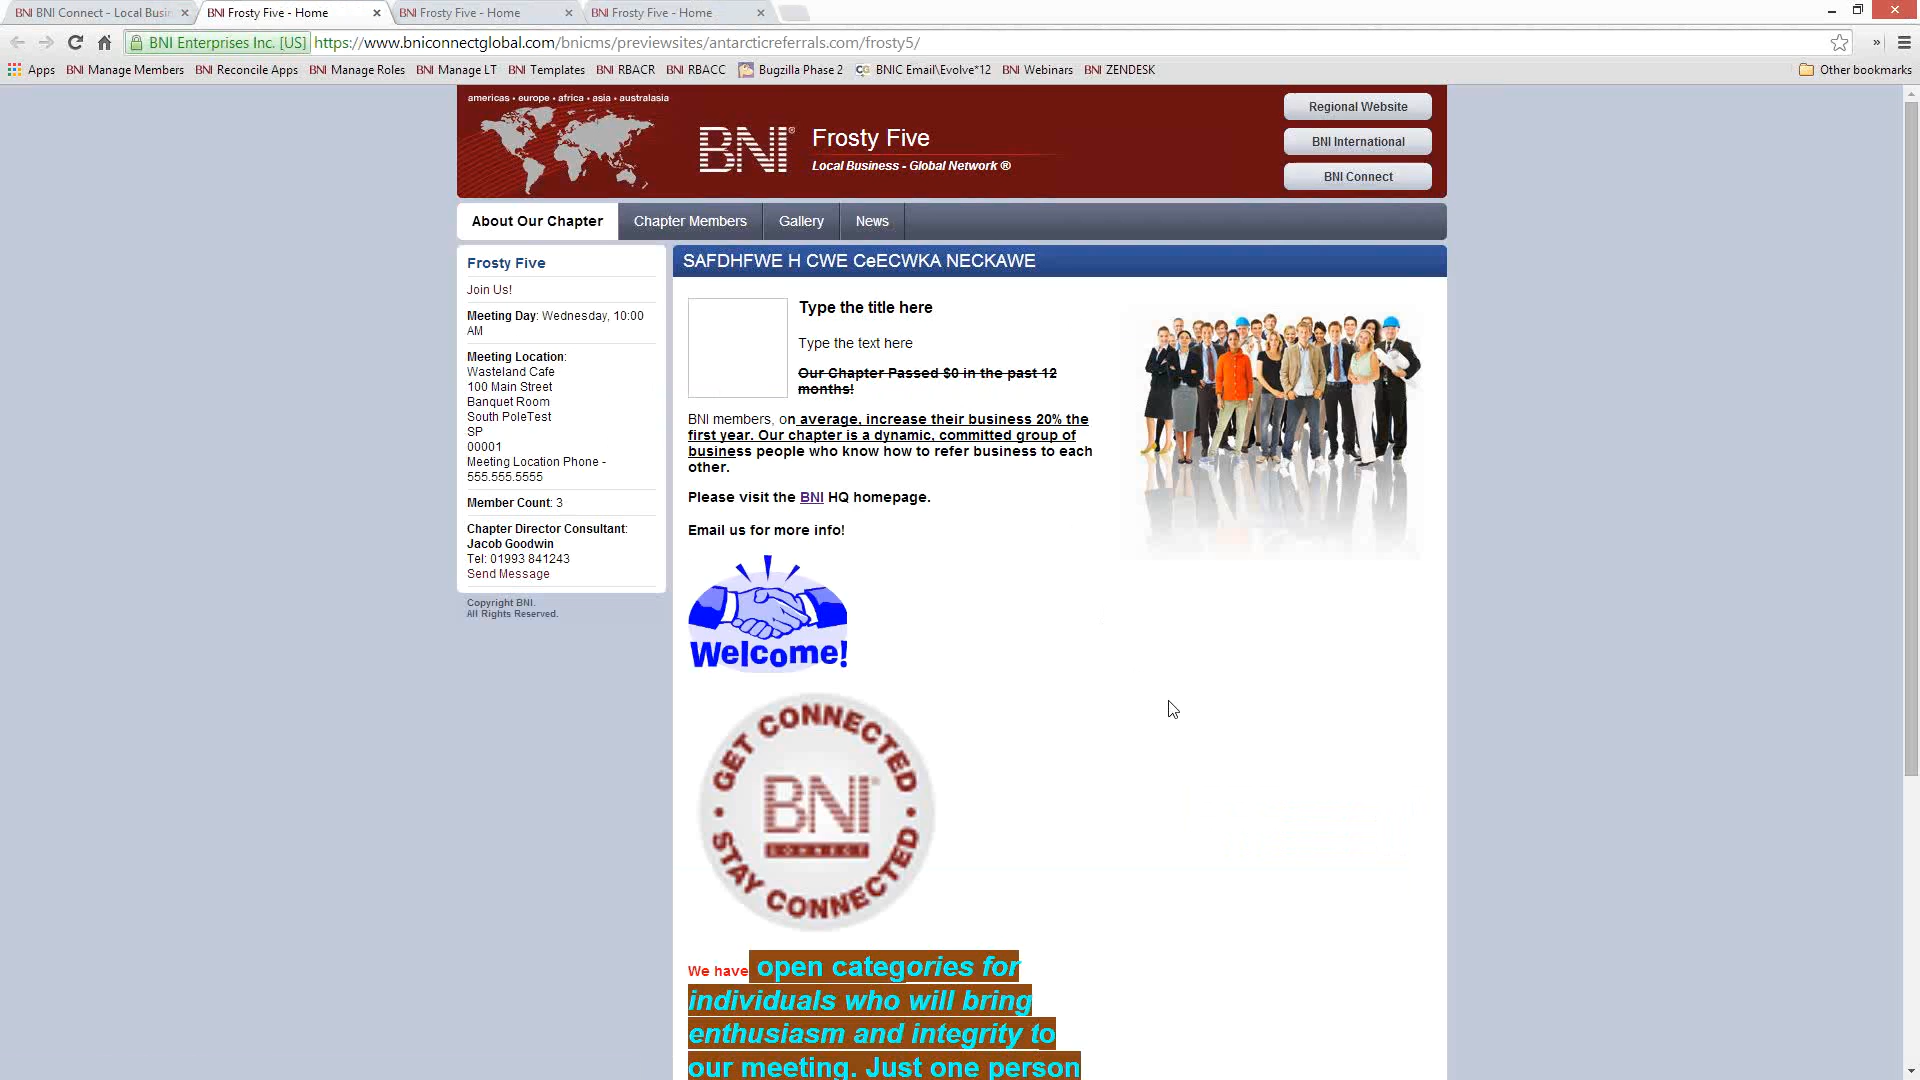 BNI BNI Connect - Local Busin
BNI Frosty Five - Home
BNI Frosty Five - Home
BNI Frosty Five - Home
BNI Enterprises Inc. [US] https://www.bniconnectglobal.com/bnicms/previewsites/antarcticreferrals.com/frosty5/
Apps BNI Manage Members BNI Reconcile Apps BNI Manage Roles BNI Manage LT BNI Templates BNI RBACR BNI RBACC Bugzilla Phase 2 BNIC Email\Evolve*12 BNI Webinars BNI ZENDESK Other bookmarks
americas • europe • africa • asia • australasia
BNI®
Frosty Five
Local Business - Global Network ®
Regional Website
BNI International
BNI Connect
About Our Chapter Chapter Members Gallery News
Frosty Five
Join Us!
Meeting Day: Wednesday, 10:00
AM
Meeting Location:
Wasteland Cafe
100 Main Street
Banquet Room
South PoleTest
SP
00001
Meeting Location Phone -
555.555.5555
Member Count: 3
Chapter Director Consultant:
Jacob Goodwin
Tel: 01993 841243
Send Message
Copyright BNI.
All Rights Reserved.
SAFDHFWE H CWE CeECWKA NECKAWE
Type the title here
Type the text here
Our Chapter Passed $0 in the past 12
months!
BNI members, on average, increase their business 20% the
first year. Our chapter is a dynamic, committed group of
business people who know how to refer business to each
other.
Please visit the BNI HQ homepage.
Email us for more info!
Welcome!
GET CONNECTED
BNI
CONNECT
STAY CONNECTED
We have open categories for
individuals who will bring
enthusiasm and integrity to
our meeting. Just one person